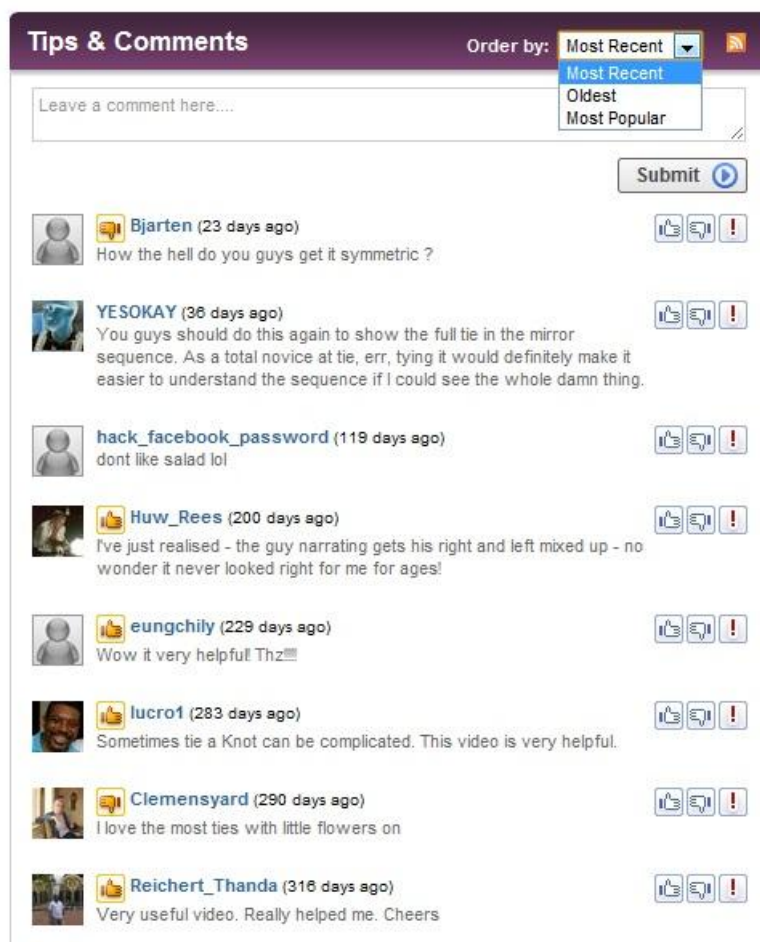 Tips & Comments
Order by: Most Recent
Most Recent
Oldest
Most Popular
Leave a comment here....
Submit
Bjarten (23 days ago)
How the hell do you guys get it symmetric ?
YESOKAY (36 days ago)
You guys should do this again to show the full tie in the mirror
sequence. As a total novice at tie, err, tying it would definitely make it
easier to understand the sequence if I could see the whole damn thing.
hack_facebook_password (119 days ago)
dont like salad lol
Huw_Rees (200 days ago)
I've just realised - the guy narrating gets his right and left mixed up - no
wonder it never looked right for me for ages!
eungchily (229 days ago)
Wow it very helpful! Thz!!!!
lucro1 (283 days ago)
Sometimes tie a Knot can be complicated. This video is very helpful.
Clemensyard (290 days ago)
I love the most ties with little flowers on
Reichert_Thanda (316 days ago)
Very useful video. Really helped me. Cheers